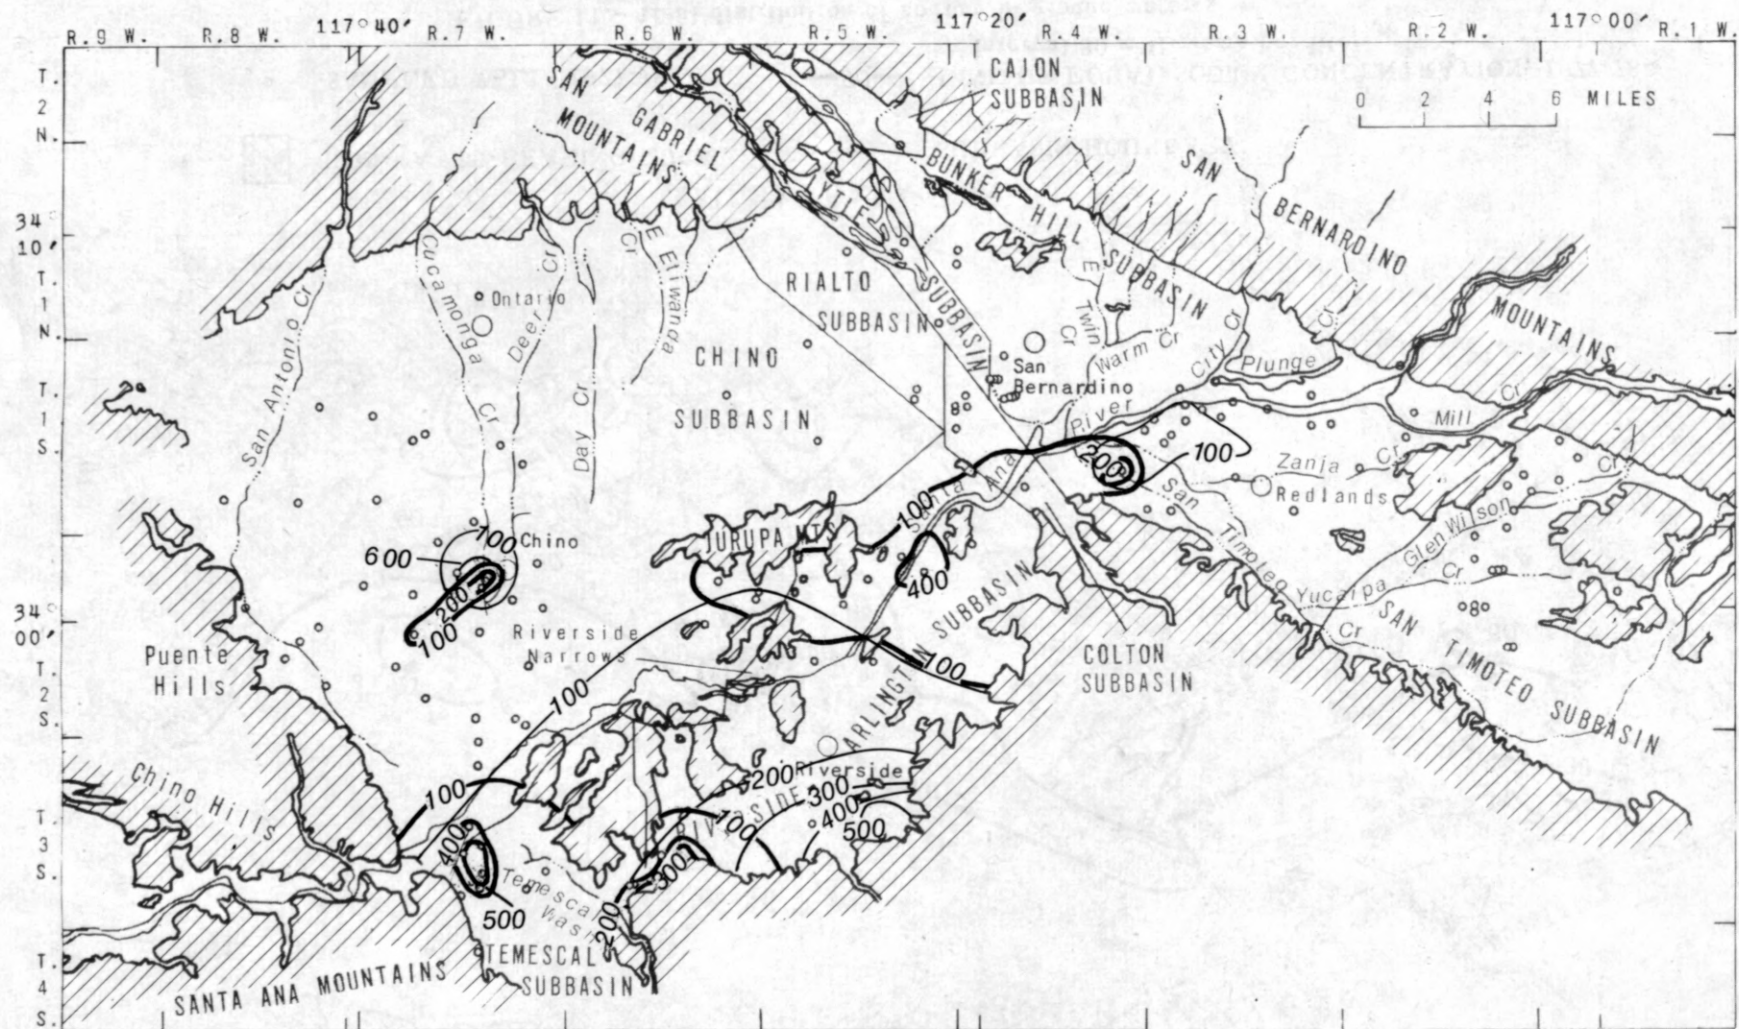 R.9 W. R.8 W. 117°40' R.7 W. R.6 W. R.5 W. 117°20' R.4 W. R.3 W. R.2 W. 117°00' R.1 W.
T.
2
N.
34°
10'
T.
1
N.
T.
1
S.
34°
00'
T.
2
S.
T.
3
S.
T.
4
S.
0 2 4 6 MILES
CAJON
SUBBASIN
SAN GABRIEL
MOUNTAINS
LYTLE
SUBBASIN
BUNKER HILL
SUBBASIN
SAN
BERNARDINO
MOUNTAINS
RIALTO
SUBBASIN
CHINO
SUBBASIN
San Antonio Cr
Cucamonga
Cr
Ontario
Deer Cr
Day Cr
E Etiwanda
Cr
E Twin
Cr
Warm Cr
City Cr
Plunge
Cr
San
Bernardino
River
Santa Ana
Mill
Cr
Zanja
Cr
Redlands
San
Timoteo
Cr
Wilson
Cr
Glen
Yucaipa
Cr
SAN
TIMOTEO
SUBBASIN
COLTON
SUBBASIN
JURUPA MTS
Chino
Riverside
Narrows
Puente
Hills
Chino Hills
ARLINGTON
SUBBASIN
Riverside
RIVERSIDE
Temescal
Wash
TEMESCAL
SUBBASIN
SANTA ANA MOUNTAINS
100
200
100
100
400
100
600
200
100
100
100
100
400
500
200
300
400
500
100
300
200